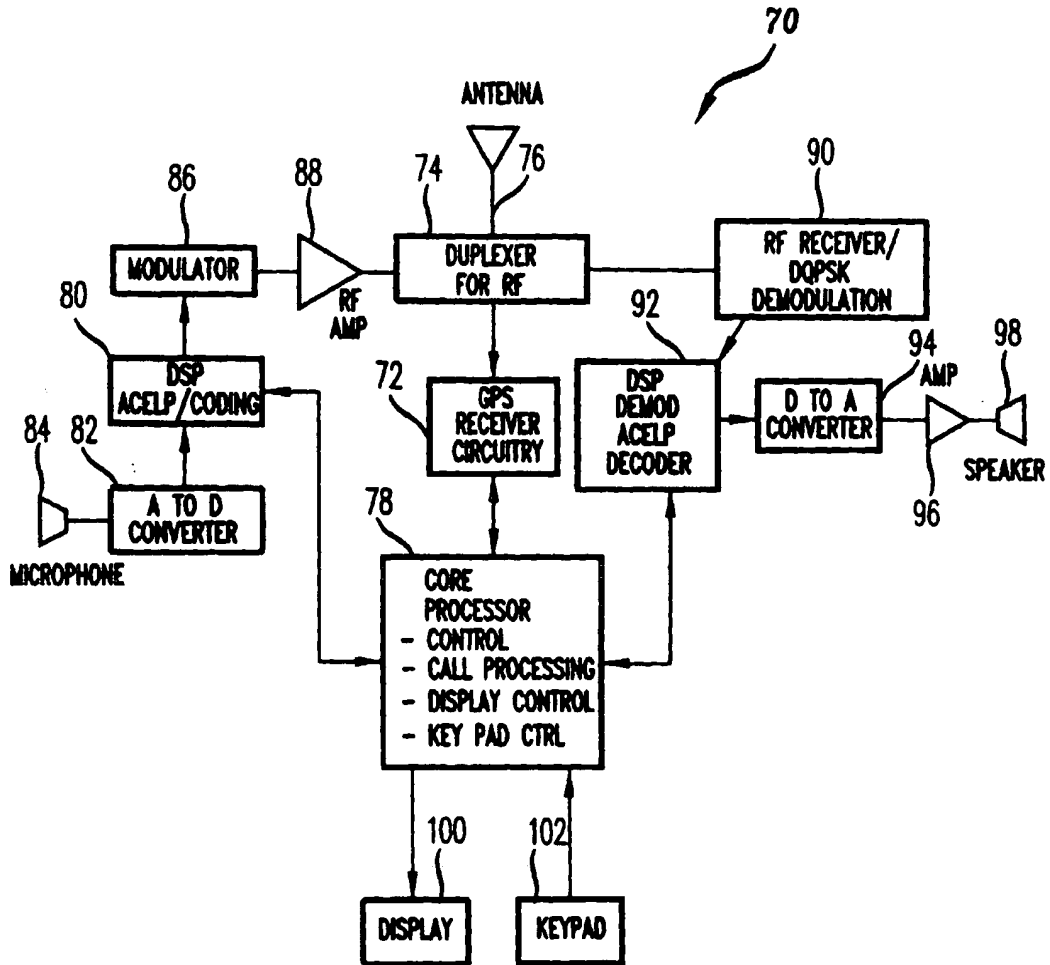 70
ANTENNA
76
74
88
86
90
MODULATOR
RF
AMP
DUPLEXER
FOR RF
RF RECEIVER/
DQPSK
DEMODULATION
80
DSP
ACELP/CODING
72
GPS
RECEIVER
CIRCUITRY
92
DSP
DEMOD
ACELP
DECODER
94
D TO A
CONVERTER
AMP
96
98
SPEAKER
84
MICROPHONE
82
A TO D
CONVERTER
78
CORE
PROCESSOR
- CONTROL
- CALL PROCESSING
- DISPLAY CONTROL
- KEY PAD CTRL
100
DISPLAY
102
KEYPAD